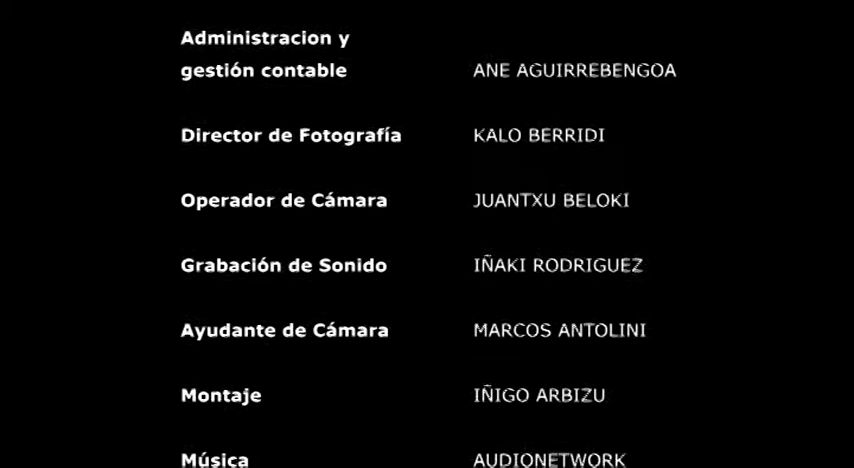 Administracion y
gestión contable ANE AGUIRREBENGOA
Director de Fotografía KALO BERRIDI
Operador de Cámara JUANTXU BELOKI
Grabación de Sonido IÑAKI RODRIGUEZ
Ayudante de Cámara MARCOS ANTOLINI
Montaje IÑIGO ARBIZU
Música AUDIONETWORK